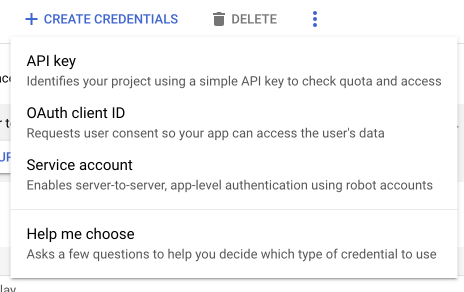 + CREATE CREDENTIALS DELETE
API key
Identifies your project using a simple API key to check quota and access
OAuth client ID
Requests user consent so your app can access the user's data
Service account
Enables server-to-server, app-level authentication using robot accounts
Help me choose
Asks a few questions to help you decide which type of credential to use